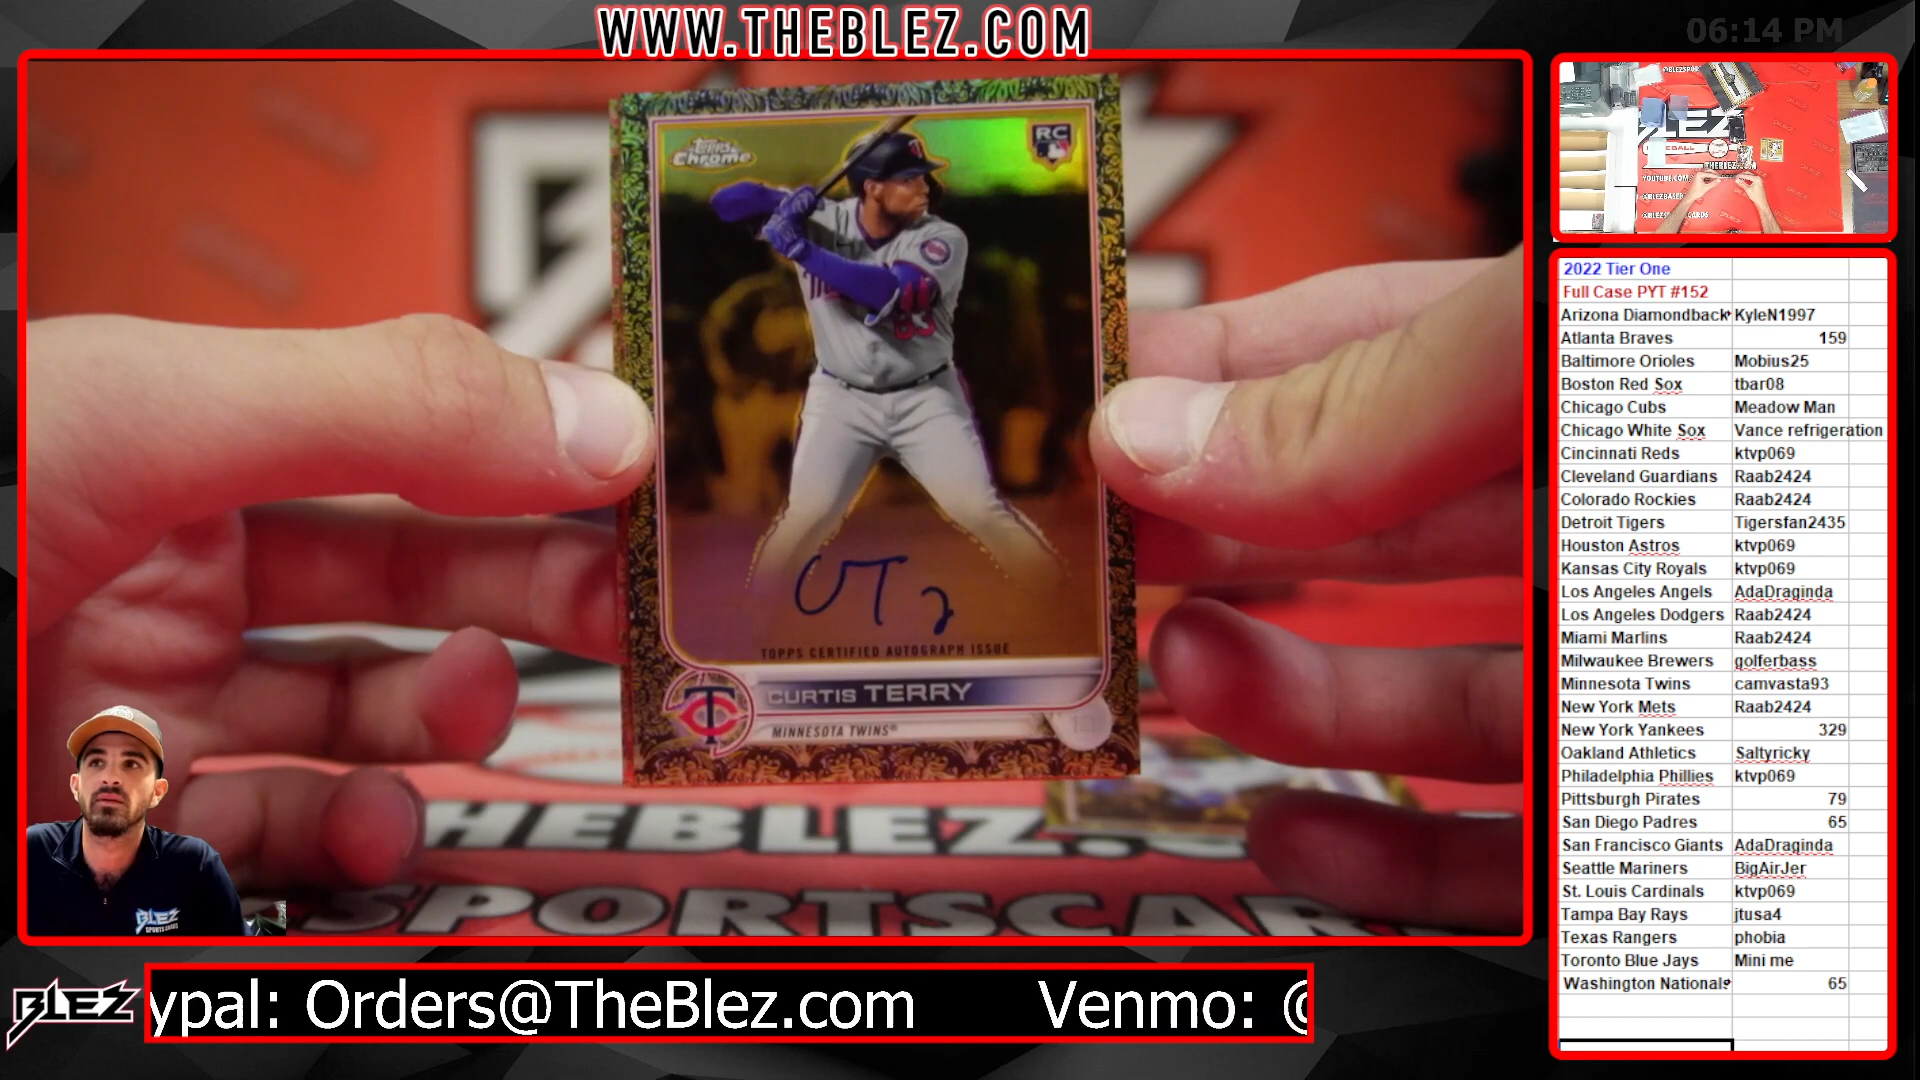 WWW.THEBLEZ.COM
06:14 PM
Topps
Chrome
RC
TOPPS CERTIFIED AUTOGRAPH ISSUE
TC
CURTIS TERRY
MINNESOTA TWINS®
THEBLEZ.
SPORTSCAR
BLEZ
SPORTS CARDS
BLEZ
ypal: Orders@TheBlez.com Venmo: @
2022 Tier One
Full Case PYT #152
Arizona Diamondback KyleN1997
Atlanta Braves 159
Baltimore Orioles Mobius25
Boston Red Sox tbar08
Chicago Cubs Meadow Man
Chicago White Sox Vance refrigeration
Cincinnati Reds ktvp069
Cleveland Guardians Raab2424
Colorado Rockies Raab2424
Detroit Tigers Tigersfan2435
Houston Astros ktvp069
Kansas City Royals ktvp069
Los Angeles Angels AdaDraginda
Los Angeles Dodgers Raab2424
Miami Marlins Raab2424
Milwaukee Brewers golferbass
Minnesota Twins camvasta93
New York Mets Raab2424
New York Yankees 329
Oakland Athletics Saltyricky
Philadelphia Phillies ktvp069
Pittsburgh Pirates 79
San Diego Padres 65
San Francisco Giants AdaDraginda
Seattle Mariners BigAirJer
St. Louis Cardinals ktvp069
Tampa Bay Rays jtusa4
Texas Rangers phobia
Toronto Blue Jays Mini me
Washington Nationals 65